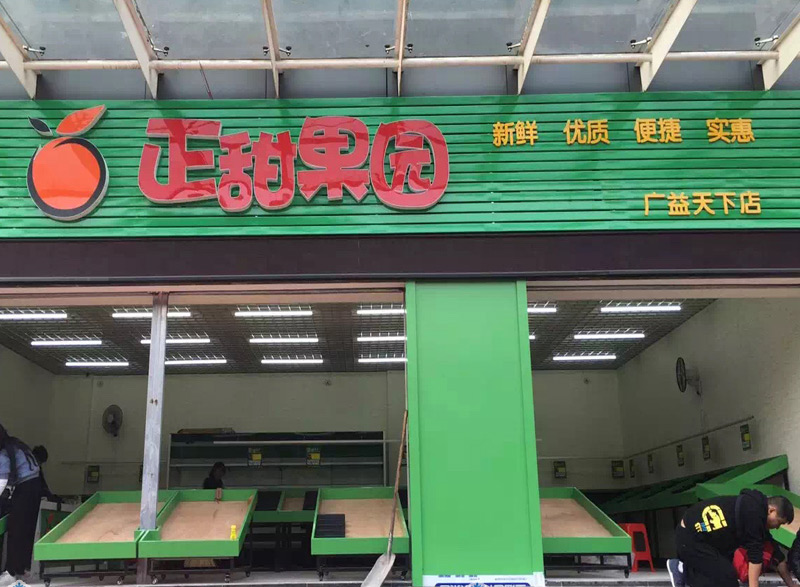 正甜果园
新鲜 优质 便捷 实惠
广益天下店